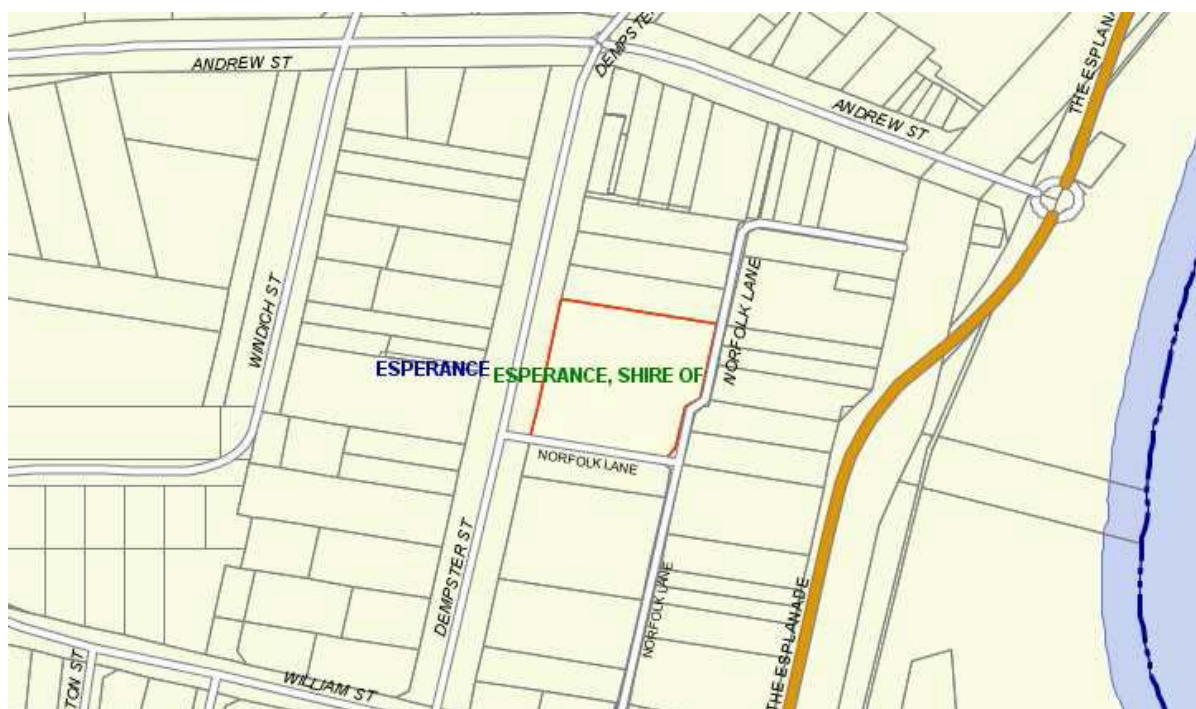 DEMPSTE
THE ESPLANA
ANDREW ST
ANDREW ST
WINDICH ST
NORFOLK LANE
ESPERANCE
ESPERANCE, SHIRE OF
NORFOLK LANE
DEMPSTER ST
NORFOLK LANE
THE ESPLANADE
TON ST
WILLIAM ST